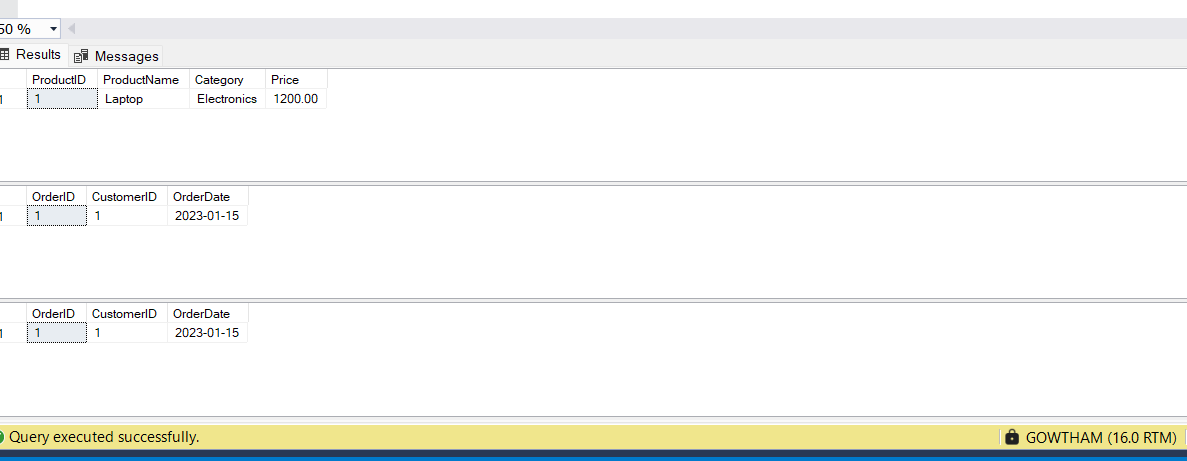 50 %
Results Messages
ProductID ProductName Category Price
1 1 Laptop Electronics 1200.00
OrderID CustomerID OrderDate
1 1 1 2023-01-15
OrderID CustomerID OrderDate
1 1 1 2023-01-15
Query executed successfully. GOWTHAM (16.0 RTM)